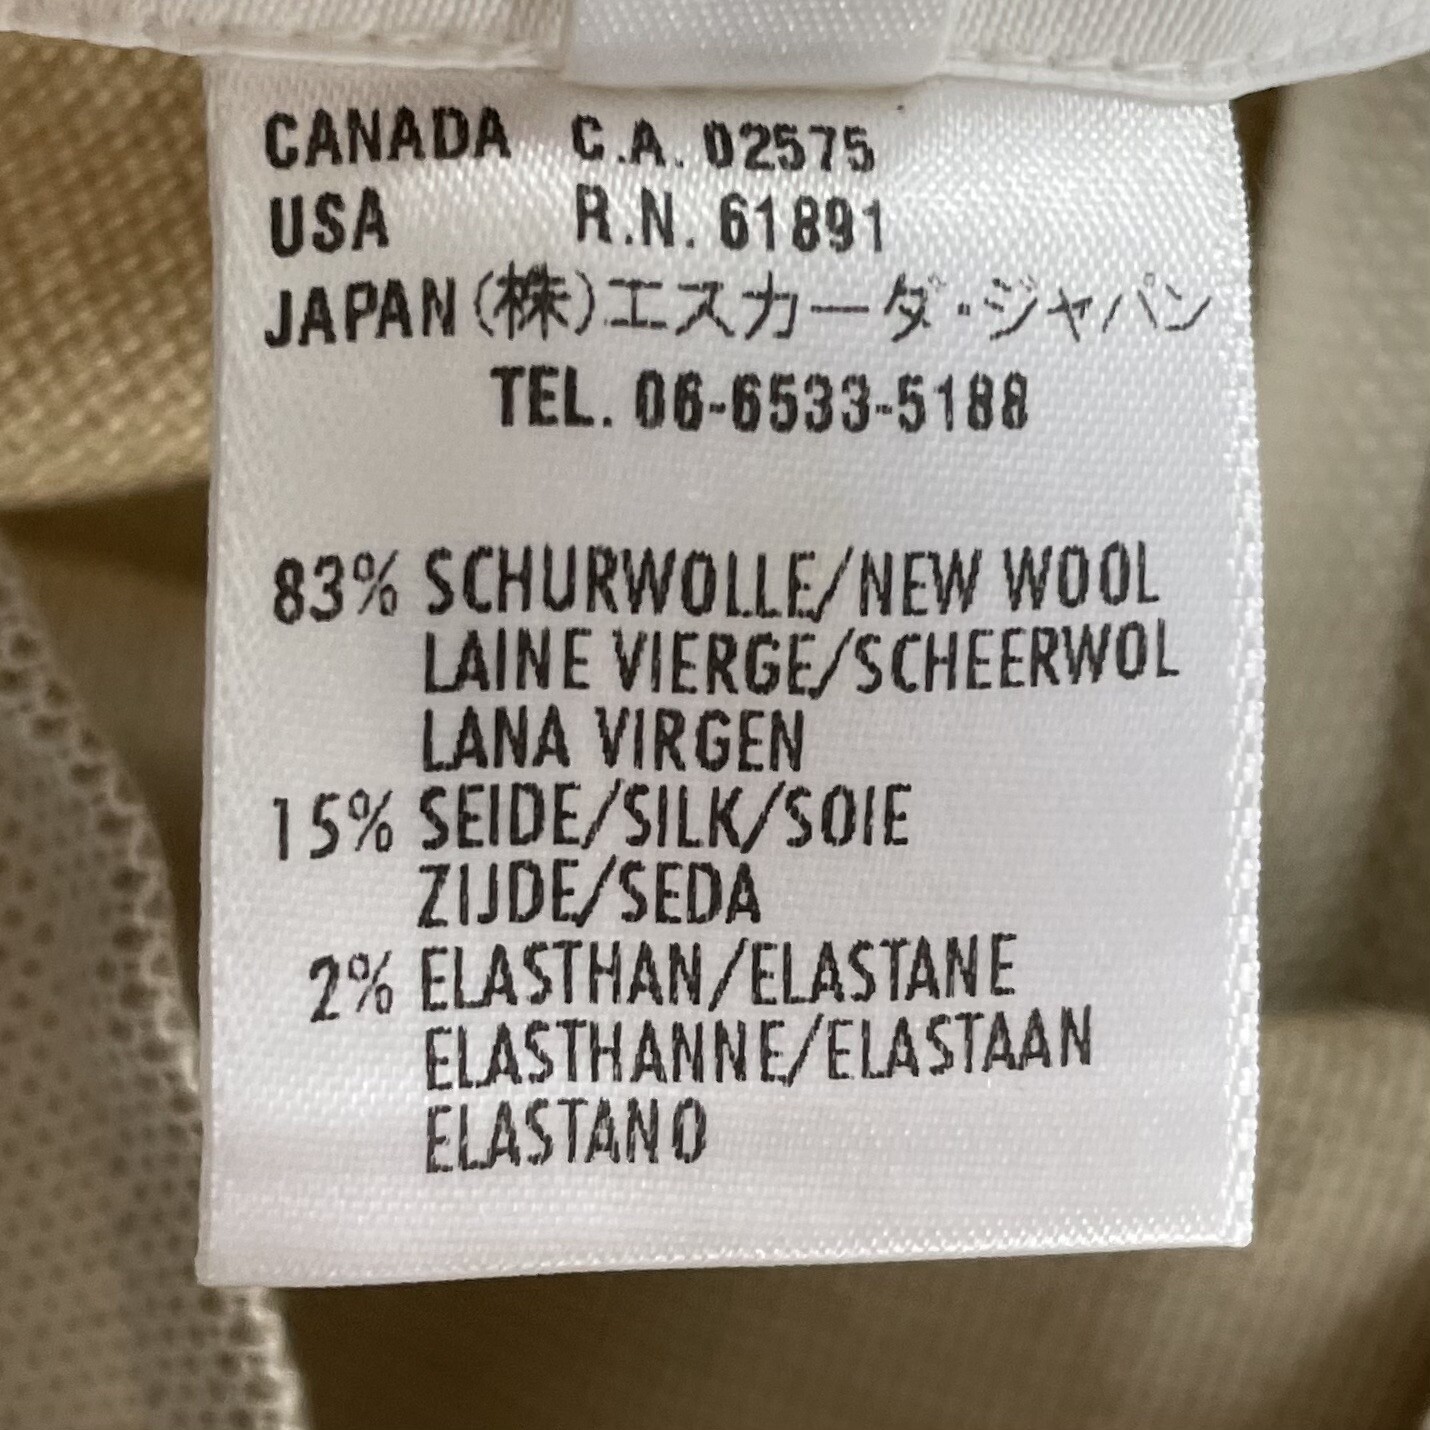 CANADA C.A. 02575
USA R.N. 61891
JAPAN (株)エスカーダ・ジャパン
TEL. 06-6533-5188
83% SCHURWOLLE/NEW WOOL
LAINE VIERGE/SCHEERWOL
LANA VIRGEN
15% SEIDE/SILK/SOIE
ZIJDE/SEDA
2% ELASTHAN/ELASTANE
ELASTHANNE/ELASTAAN
ELASTANO